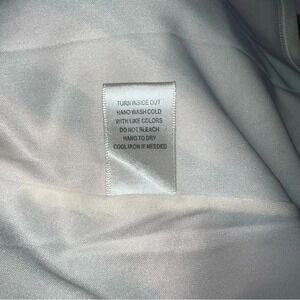 TURN INSIDE OUT
HAND WASH COLD
WITH LIKE COLORS
DO NOT BLEACH
HANG TO DRY
COOL IRON IF NEEDED